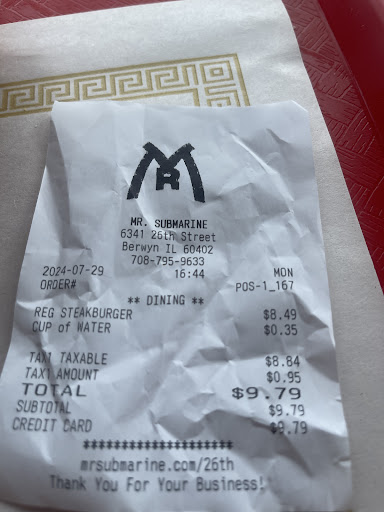 MR
MR. SUBMARINE
6341 26th Street
Berwyn IL 60402
708-795-9633
2024-07-29 16:44 MON
ORDER# POS-1_167
** DINING **
REG STEAKBURGER $8.49
CUP of WATER $0.35
TAX1 TAXABLE $8.84
TAX1 AMOUNT $0.95
TOTAL $9.79
SUBTOTAL $9.79
CREDIT CARD $9.79
*********************
mrsubmarine.com/26th
Thank You For Your Business!